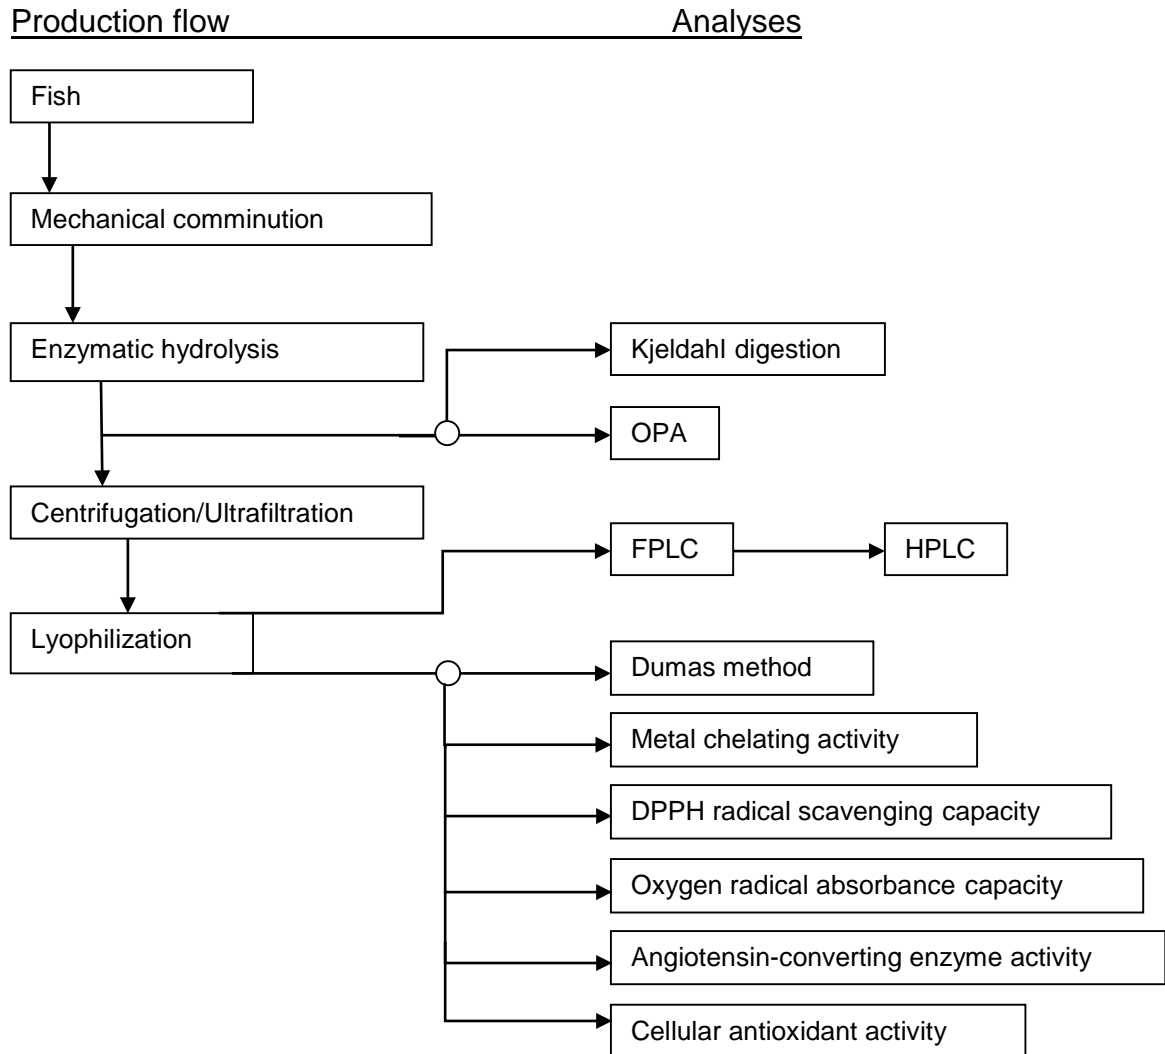 Production flow Analyses
Fish
Mechanical comminution
Enzymatic hydrolysis
Kjeldahl digestion
OPA
Centrifugation/Ultrafiltration
FPLC
HPLC
Lyophilization
Dumas method
Metal chelating activity
DPPH radical scavenging capacity
Oxygen radical absorbance capacity
Angiotensin-converting enzyme activity
Cellular antioxidant activity